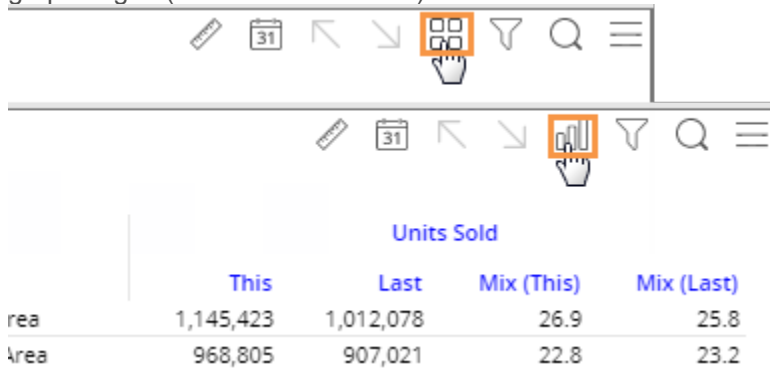 31
31
Units Sold
This Last Mix (This) Mix (Last)
rea 1,145,423 1,012,078 26.9 25.8
Area 968,805 907,021 22.8 23.2